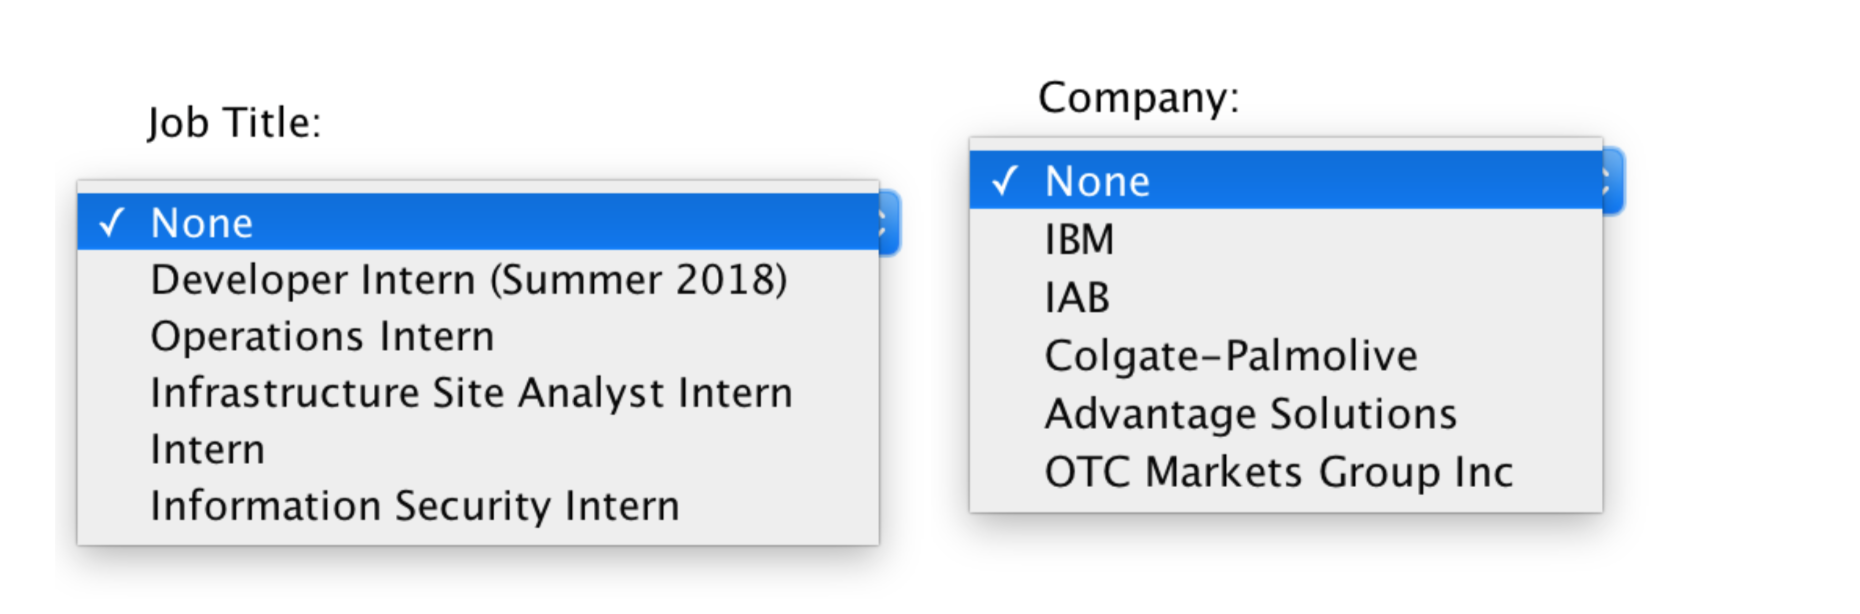 Job Title:
✓ None
Developer Intern (Summer 2018)
Operations Intern
Infrastructure Site Analyst Intern
Intern
Information Security Intern
Company:
✓ None
IBM
IAB
Colgate-Palmolive
Advantage Solutions
OTC Markets Group Inc